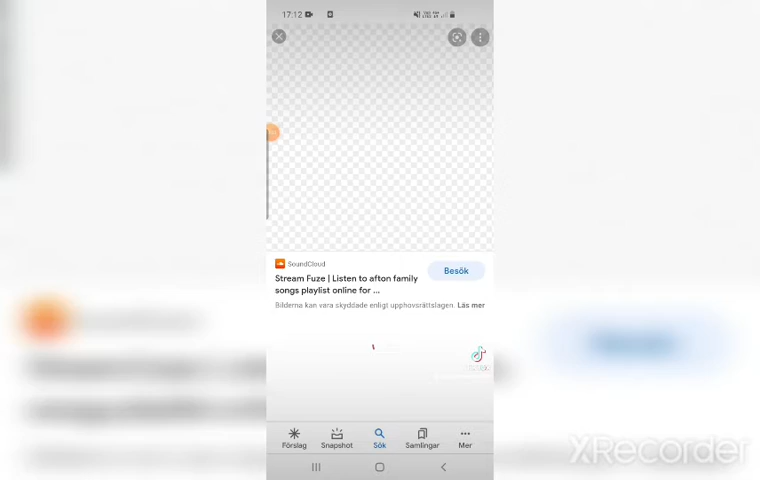 17:12
SoundCloud
Stream Fuze | Listen to afton family
songs playlist online for ...
Besök
Bilderna kan vara skyddade enligt upphovsrättslagen. Läs mer
Förslag
Snapshot
Sök
Samlingar
Mer
XRecorder